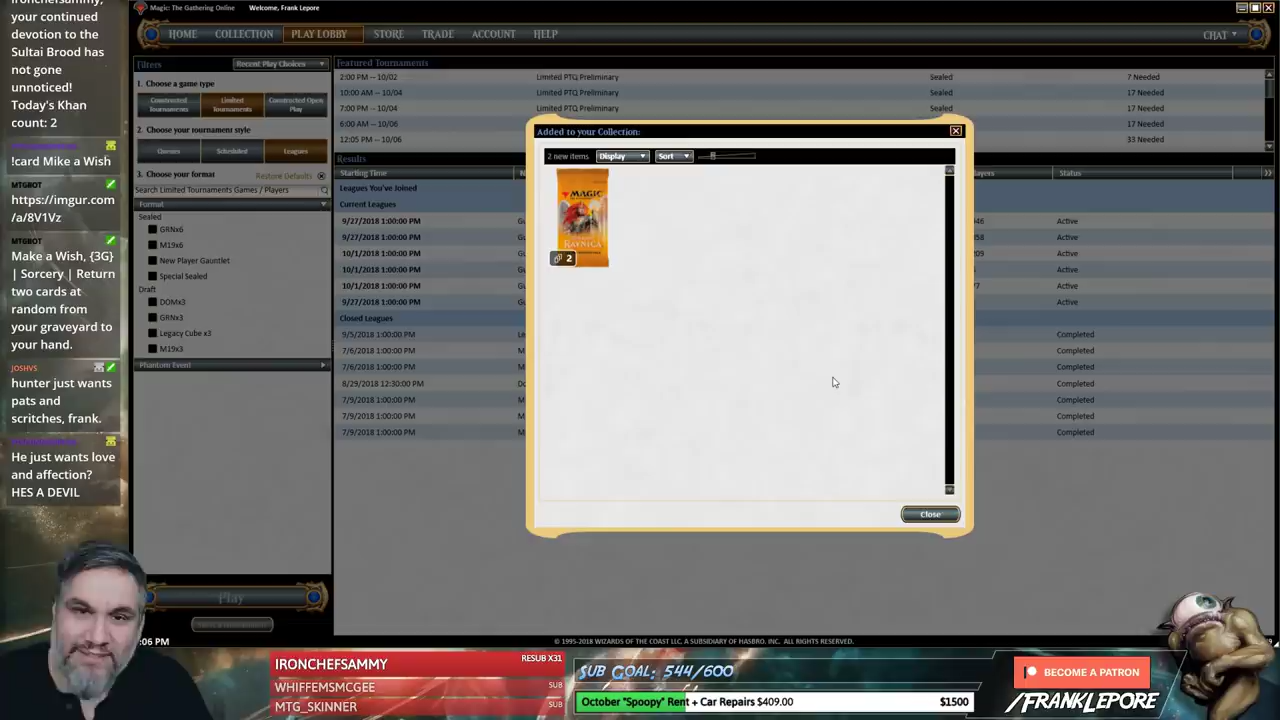 ironchefsammy,
your continued
devotion to the
Sultai Brood has
not gone
unnoticed!
Today's Khan
count: 2
!card Mike a Wish
MTGBOT
https://imgur.com
/a/8V1Vz
MTGBOT
Make a Wish, {3G}
| Sorcery | Return
two cards at
random from
your graveyard to
your hand.
JOSHVS
hunter just wants
pats and
scritches, frank.
He just wants love
and affection?
HES A DEVIL
Magic: The Gathering Online Welcome, Frank Lepore
HOME COLLECTION PLAY LOBBY STORE TRADE ACCOUNT HELP CHAT
Filters Recent Play Choices
1. Choose a game type
Constructed Tournaments Limited Tournaments Constructed Open Play
2. Choose your tournament style
Queues Scheduled Leagues
3. Choose your format Restore Defaults
Search Limited Tournaments Games / Players
Format
Sealed
GRNx6
M19x6
New Player Gauntlet
Special Sealed
Draft
DOMx3
GRNx3
Legacy Cube x3
M19x3
Phantom Event
Play
Featured Tournaments
2:00 PM -- 10/02 Limited PTQ Preliminary Sealed 7 Needed
10:00 AM -- 10/04 Limited PTQ Preliminary Sealed 17 Needed
7:00 PM -- 10/04 Limited PTQ Preliminary Sealed 17 Needed
6:00 AM -- 10/06 Sealed 17 Needed
12:05 PM -- 10/06 Sealed 33 Needed
Results
Starting Time Status
Leagues You've Joined
Current Leagues
9/27/2018 1:00:00 PM Active
9/27/2018 1:00:00 PM Active
10/1/2018 1:00:00 PM Active
10/1/2018 1:00:00 PM Active
10/1/2018 1:00:00 PM Active
9/27/2018 1:00:00 PM Active
Closed Leagues
9/5/2018 1:00:00 PM Completed
7/6/2018 1:00:00 PM Completed
7/6/2018 1:00:00 PM Completed
8/29/2018 12:30:00 PM Completed
7/9/2018 1:00:00 PM Completed
7/9/2018 1:00:00 PM Completed
7/9/2018 1:00:00 PM Completed
Added to your Collection:
2 new items Display Sort
MAGIC
RAVNICA
2
Close
© 1995-2018 WIZARDS OF THE COAST LLC, A SUBSIDIARY OF HASBRO, INC. ALL RIGHTS RESERVED.
:06 PM
IRONCHEFSAMMY RESUB X31
WHIFFEMSMCGEE SUB
MTG_SKINNER SUB
SUB GOAL: 544/600
October "Spoopy" Rent + Car Repairs $409.00 $1500
BECOME A PATRON
/FRANKLEPORE